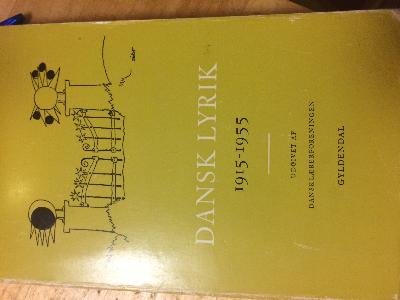 DANSK LYRIK
1915-1955
UDGIVET AF
DANSKLÆRERFORENINGEN
GYLDENDAL